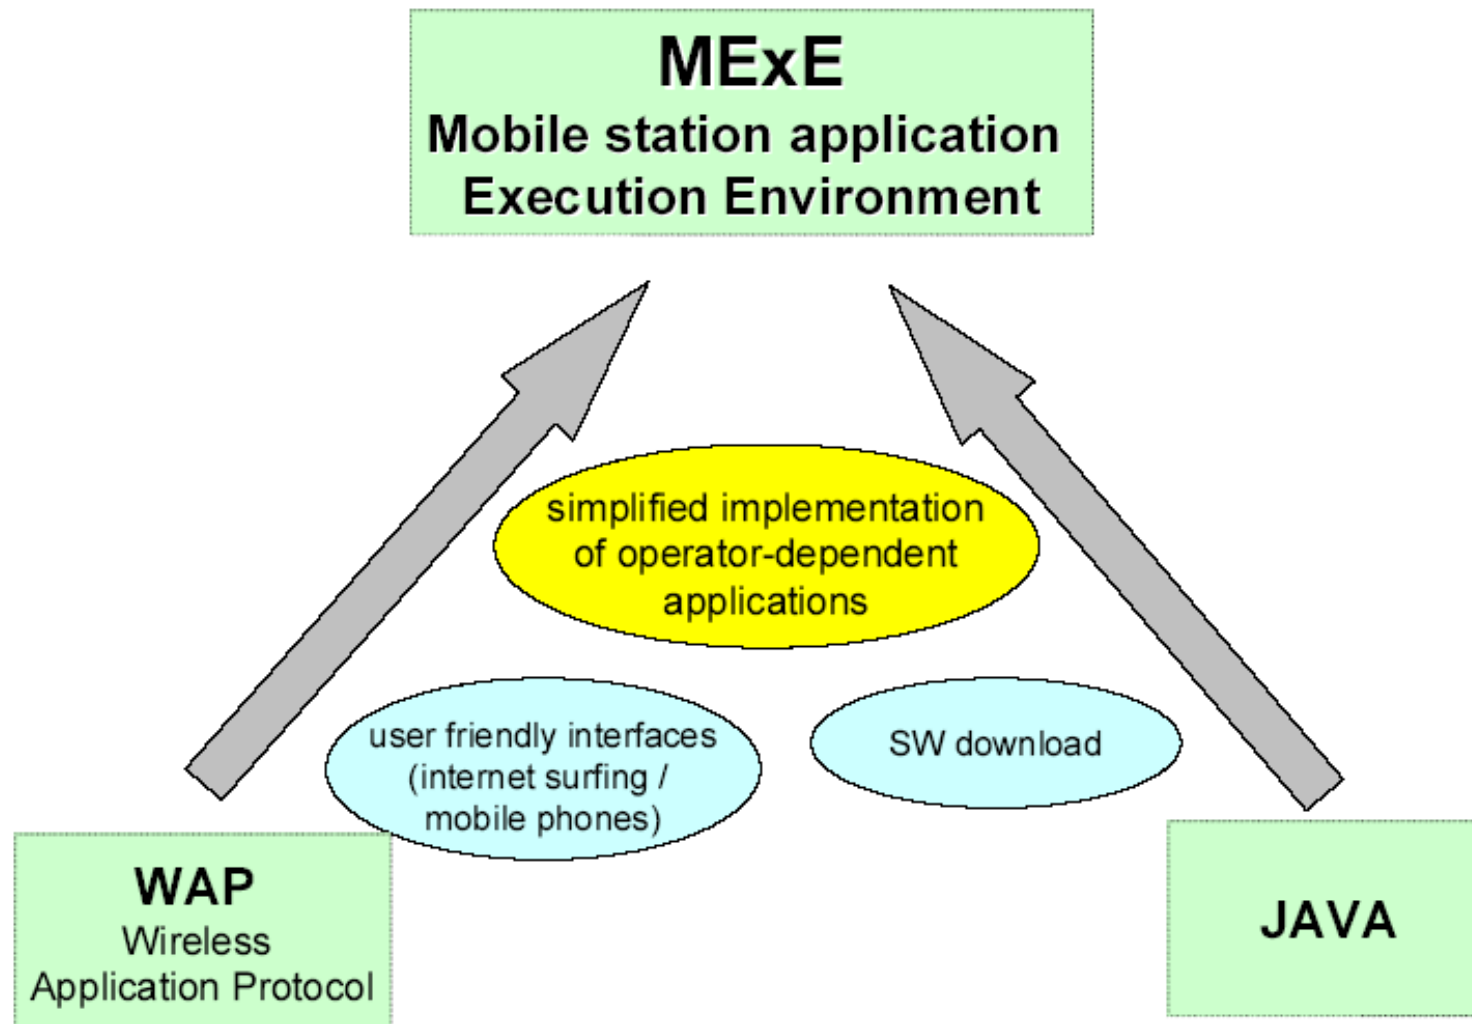 MExE
Mobile station application
Execution Environment
simplified implementation
of operator-dependent
applications
user friendly interfaces
(internet surfing /
mobile phones)
SW download
WAP
Wireless
Application Protocol
JAVA